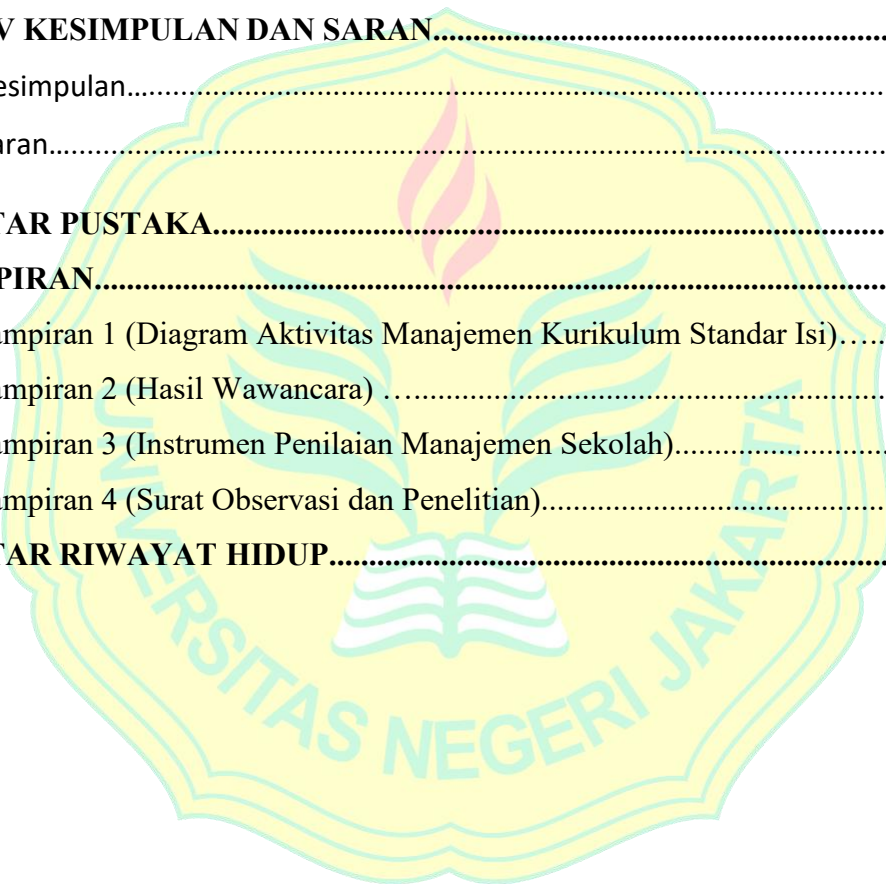 V KESIMPULAN DAN SARAN..........................................................................
esimpulan.............................................................................................................
aran.......................................................................................................................
TAR PUSTAKA.....................................................................................
PIRAN.....................................................................................................
ampiran 1 (Diagram Aktivitas Manajemen Kurikulum Standar Isi)…..
ampiran 2 (Hasil Wawancara) ….............................................................
ampiran 3 (Instrumen Penilaian Manajemen Sekolah)............................
ampiran 4 (Surat Observasi dan Penelitian).............................................
TAR RIWAYAT HIDUP.......................................................................
UNIVERSITAS NEGERI JAKARTA